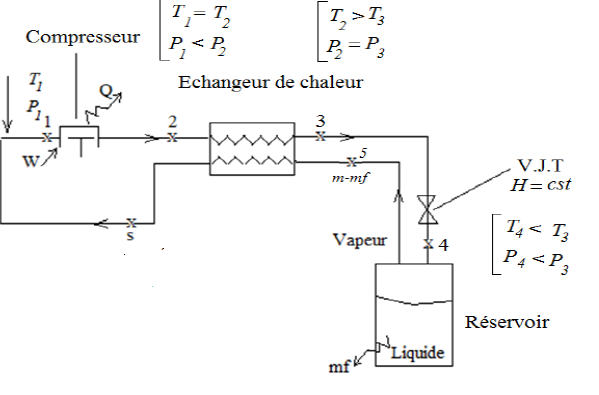 T1 = T2
P1 < P2
T2 > T3
P2 = P3
Compresseur
Echangeur de chaleur
T1
P1
Q
1
2
3
W
5
m-mf
V.J.T
H = cst
s
Vapeur
4
T4 < T3
P4 < P3
Réservoir
Liquide
mf